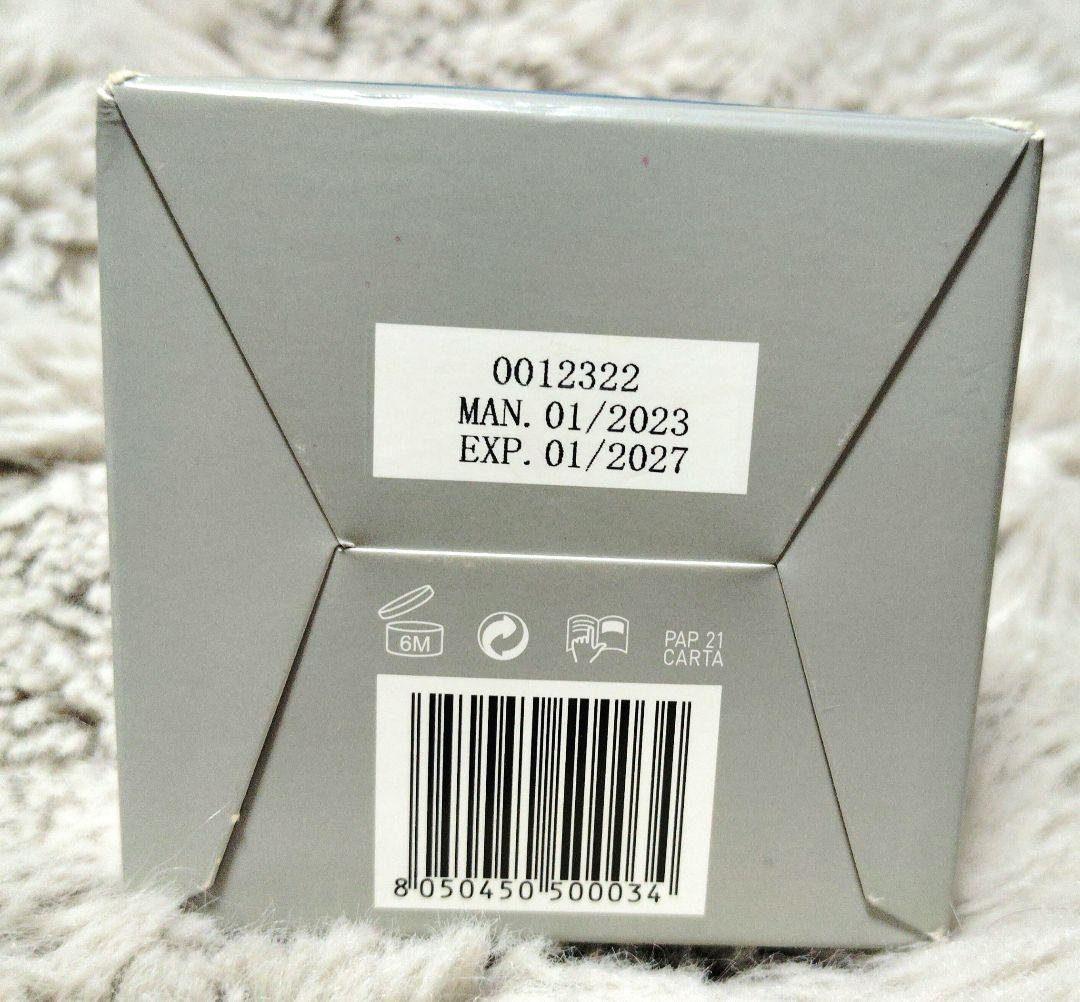 0012322
MAN. 01/2023
EXP. 01/2027
6M
PAP 21
CARTA
8 050450 500034